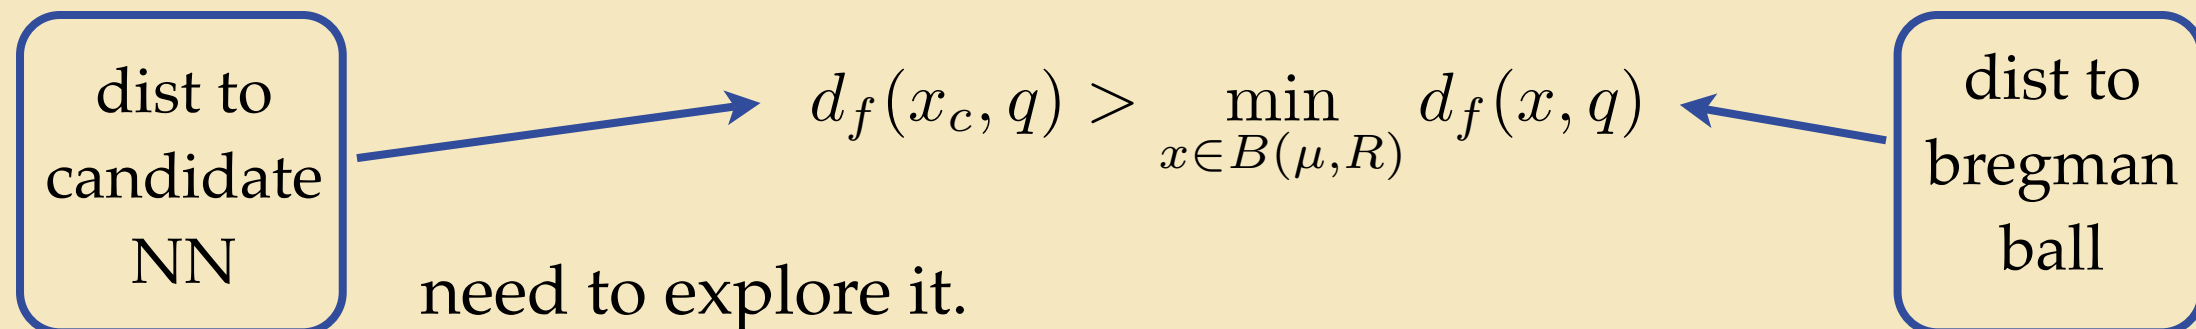 dist to
candidate
NN
d_f(x_c, q) > min_{x∈B(μ,R)} d_f(x, q)
dist to
bregman
ball
need to explore it.